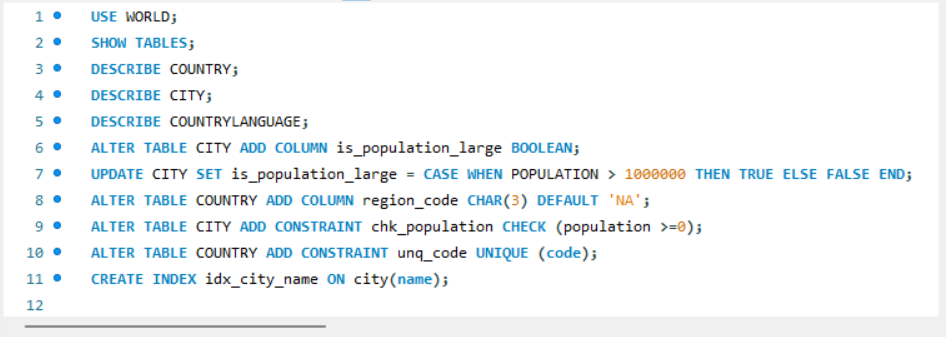 1 USE WORLD;
2 SHOW TABLES;
3 DESCRIBE COUNTRY;
4 DESCRIBE CITY;
5 DESCRIBE COUNTRYLANGUAGE;
6 ALTER TABLE CITY ADD COLUMN is_population_large BOOLEAN;
7 UPDATE CITY SET is_population_large = CASE WHEN POPULATION > 1000000 THEN TRUE ELSE FALSE END;
8 ALTER TABLE COUNTRY ADD COLUMN region_code CHAR(3) DEFAULT 'NA';
9 ALTER TABLE CITY ADD CONSTRAINT chk_population CHECK (population >=0);
10 ALTER TABLE COUNTRY ADD CONSTRAINT unq_code UNIQUE (code);
11 CREATE INDEX idx_city_name ON city(name);
12